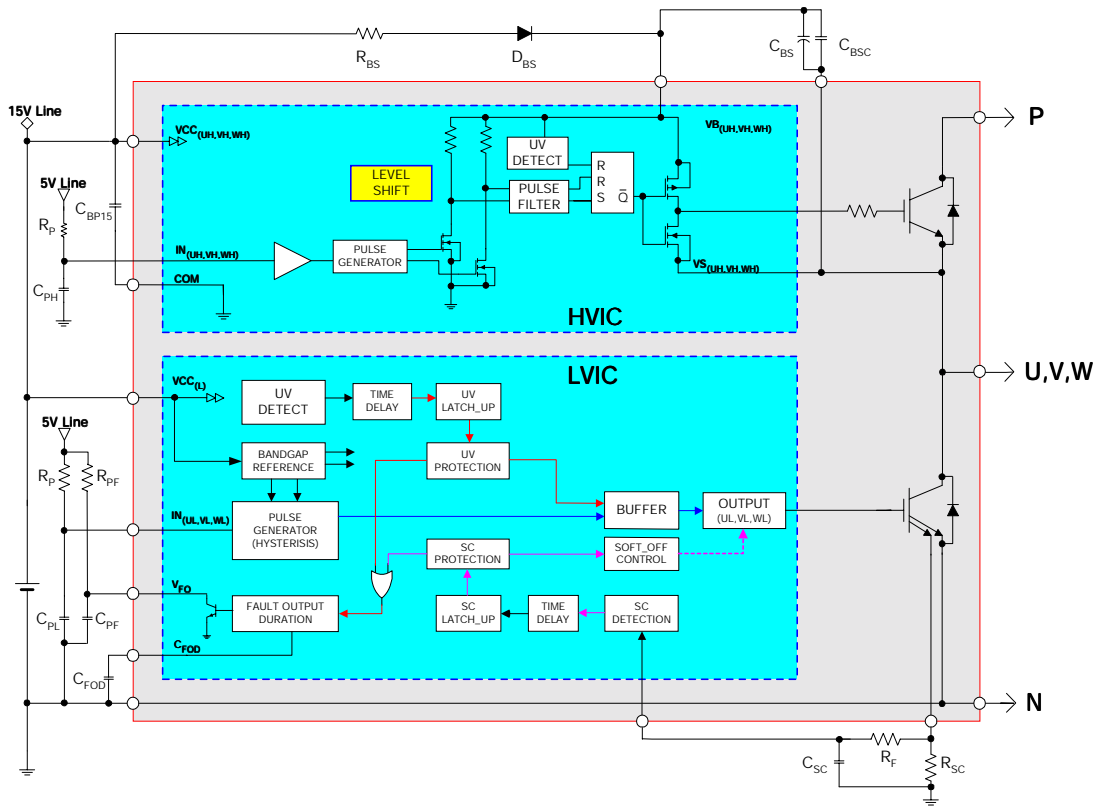 R_BS
D_BS
C_BS
C_BSC
15V Line
P
VCC(UH,VH,WH)
VB(UH,VH,WH)
UV
DETECT
5V Line
LEVEL
SHIFT
R
R
S
Q̅
PULSE
FILTER
C_BP15
R_P
IN(UH,VH,WH)
PULSE
GENERATOR
VS(UH,VH,WH)
COM
C_PH
HVIC
LVIC
U,V,W
VCC(L)
UV
DETECT
TIME
DELAY
UV
LATCH_UP
5V Line
BANDGAP
REFERENCE
UV
PROTECTION
R_P
R_PF
IN(UL,VL,WL)
PULSE
GENERATOR
(HYSTERISIS)
BUFFER
OUTPUT
(UL,VL,WL)
SC
PROTECTION
SOFT_OFF
CONTROL
V_FO
FAULT OUTPUT
DURATION
SC
LATCH_UP
TIME
DELAY
SC
DETECTION
C_PL
C_PF
C_FOD
C_FOD
N
C_SC
R_F
R_SC